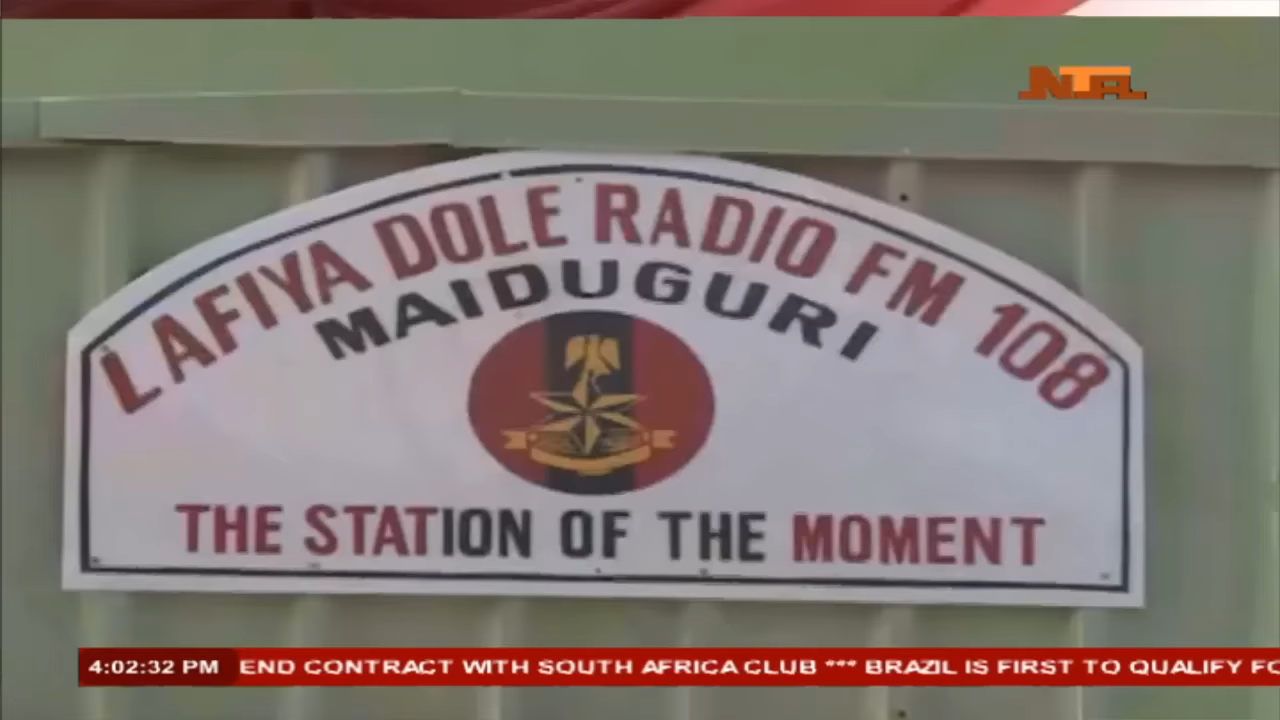 NTA
LAFIYA DOLE RADIO FM 108
MAIDUGURI
THE STATION OF THE MOMENT
4:02:32 PM END CONTRACT WITH SOUTH AFRICA CLUB *** BRAZIL IS FIRST TO QUALIFY FO